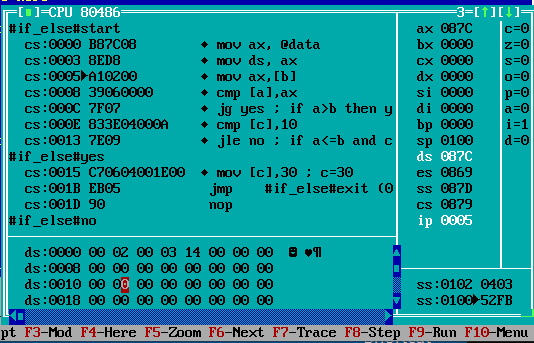 [■]=CPU 80486 3=[↑][↓]
#if_else#start
cs:0000 B87C08 ♦ mov ax, @data
cs:0003 8ED8 ♦ mov ds, ax
cs:0005►A10200 ♦ mov ax,[b]
cs:0008 39060000 ♦ cmp [a],ax
cs:000C 7F07 ♦ jg yes ; if a>b then y
cs:000E 833E04000A ♦ cmp [c],10
cs:0013 7E09 ♦ jle no ; if a<=b and c
#if_else#yes
cs:0015 C70604001E00 ♦ mov [c],30 ; c=30
cs:001B EB05 jmp #if_else#exit (0
cs:001D 90 nop
#if_else#no
ax 087C c=0
bx 0000 z=0
cx 0000 s=0
dx 0000 o=0
si 0000 p=0
di 0000 a=0
bp 0000 i=1
sp 0100 d=0
ds 087C
es 0869
ss 087D
cs 0879
ip 0005
ds:0000 00 02 00 03 14 00 00 00 ☻ ♥¶
ds:0008 00 00 00 00 00 00 00 00
ds:0010 00 00 00 00 00 00 00 00
ds:0018 00 00 00 00 00 00 00 00
ss:0102 0403
ss:0100►52FB
pt F3-Mod F4-Here F5-Zoom F6-Next F7-Trace F8-Step F9-Run F10-Menu